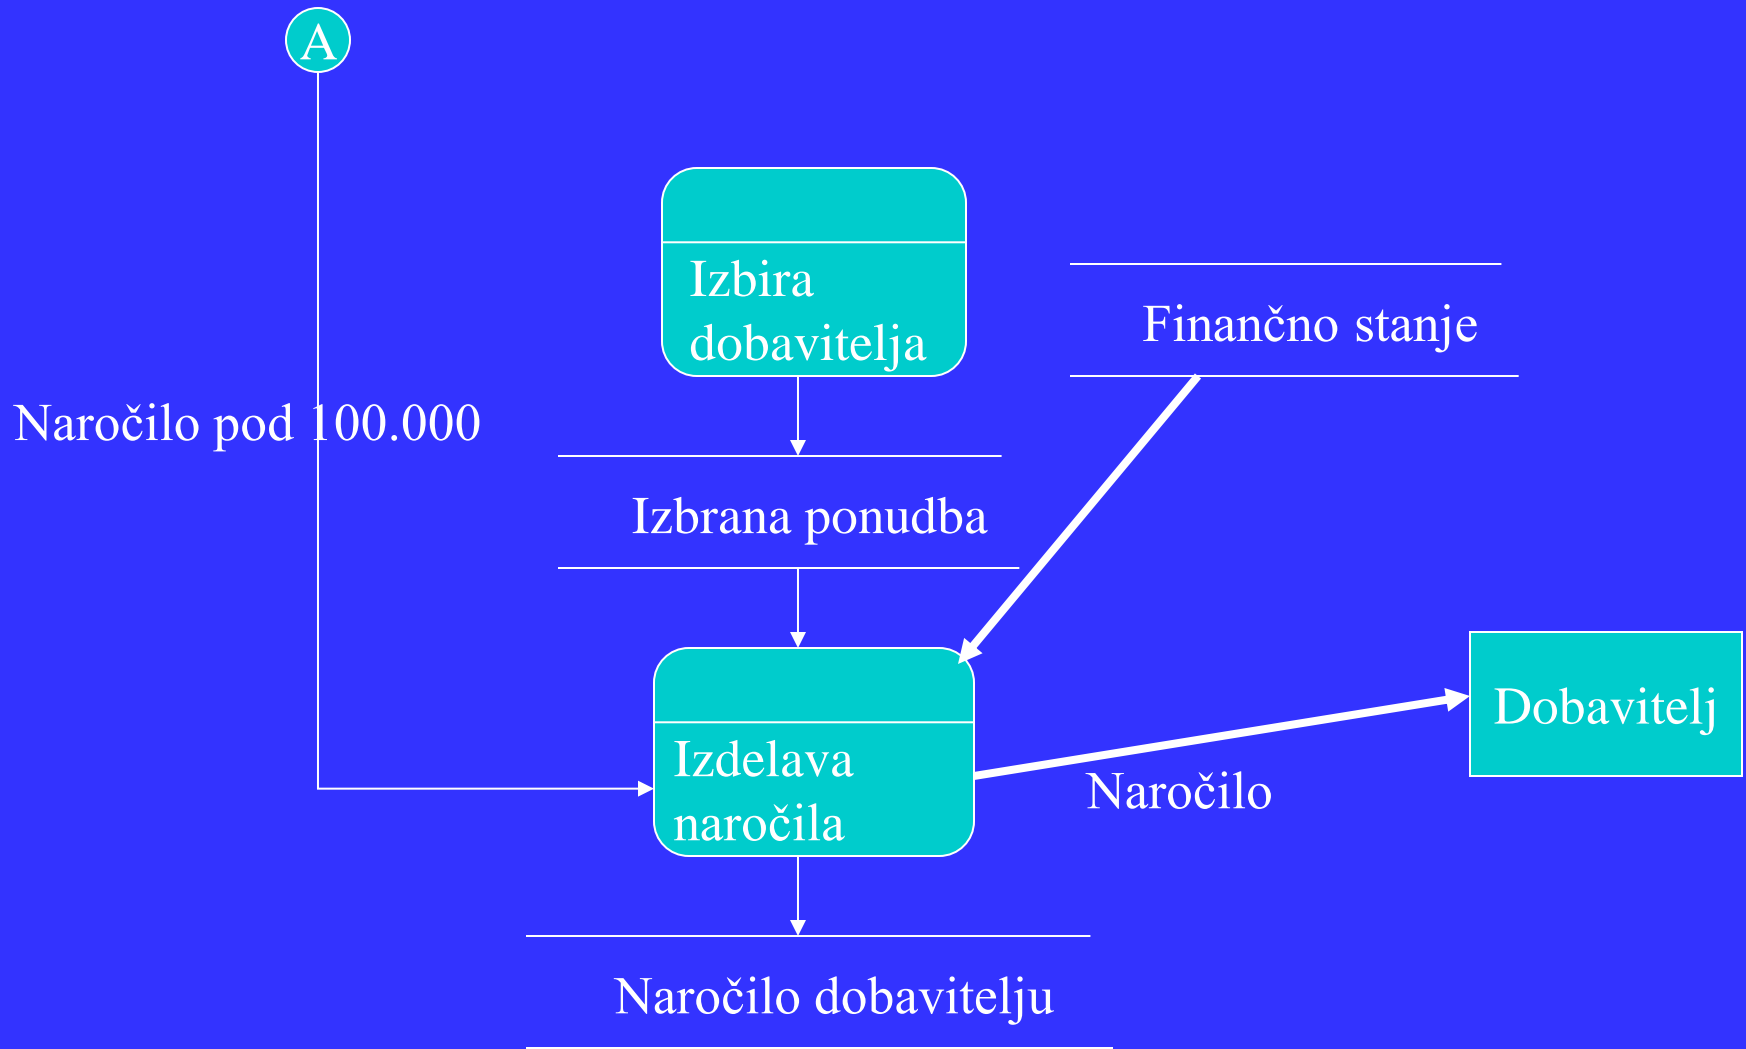 A
Izbira
dobavitelja
Finančno stanje
Naročilo pod 100.000
Izbrana ponudba
Dobavitelj
Izdelava
naročila
Naročilo
Naročilo dobavitelju